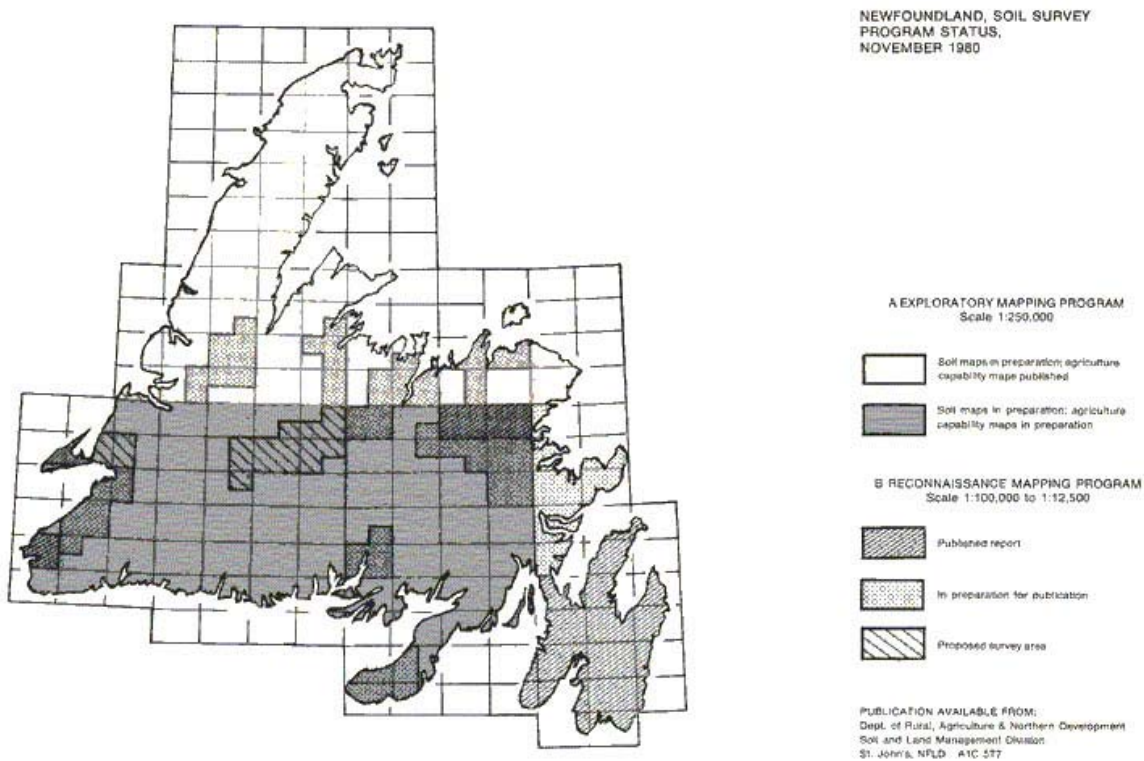 NEWFOUNDLAND, SOIL SURVEY
PROGRAM STATUS,
NOVEMBER 1980
A EXPLORATORY MAPPING PROGRAM
Scale 1:250,000
Soil maps in preparation; agriculture
capability maps published
Soil maps in preparation; agriculture
capability maps in preparation
B RECONNAISSANCE MAPPING PROGRAM
Scale 1:100,000 to 1:12,500
Published report
In preparation for publication
Proposed survey area
PUBLICATION AVAILABLE FROM:
Dept. of Rural, Agriculture & Northern Development
Soil and Land Management Division
St. John's, NFLD. A1C 5T7